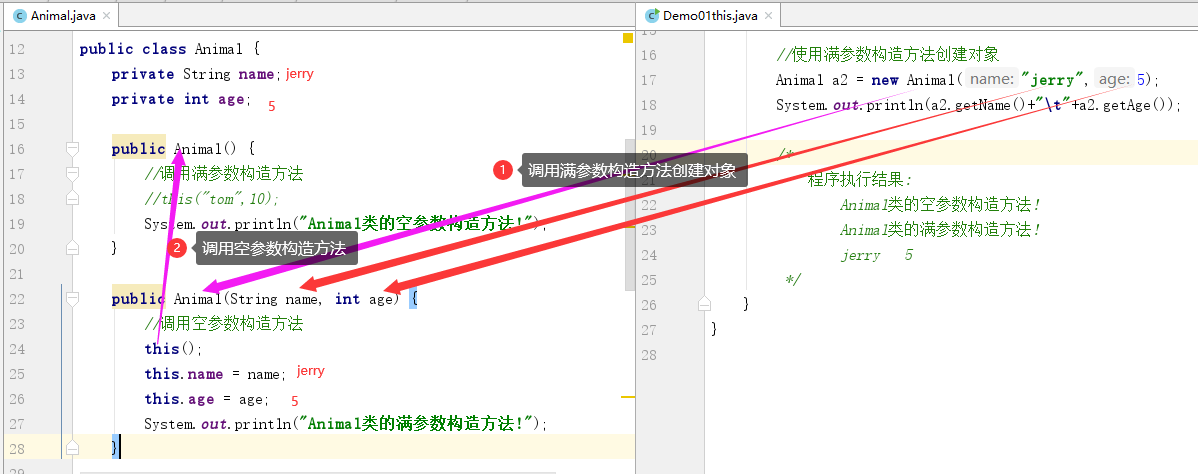 Animal.java
12 public class Animal {
13 private String name; jerry
14 private int age; 5
15
16 public Animal() {
17 //调用满参数构造方法
18 //this("tom",10);
19 System.out.println("Animal类的空参数构造方法!");
20 }
21
22 public Animal(String name, int age) {
23 //调用空参数构造方法
24 this();
25 this.name = name; jerry
26 this.age = age; 5
27 System.out.println("Animal类的满参数构造方法!");
28 }
1 调用满参数构造方法创建对象
2 调用空参数构造方法
Demo01this.java
16 //使用满参数构造方法创建对象
17 Animal a2 = new Animal( name: "jerry", age: 5);
18 System.out.println(a2.getName()+"\t"+a2.getAge());
19
20 /*
21 程序执行结果:
22 Animal类的空参数构造方法!
23 Animal类的满参数构造方法!
24 jerry 5
25 */
26 }
27 }
28